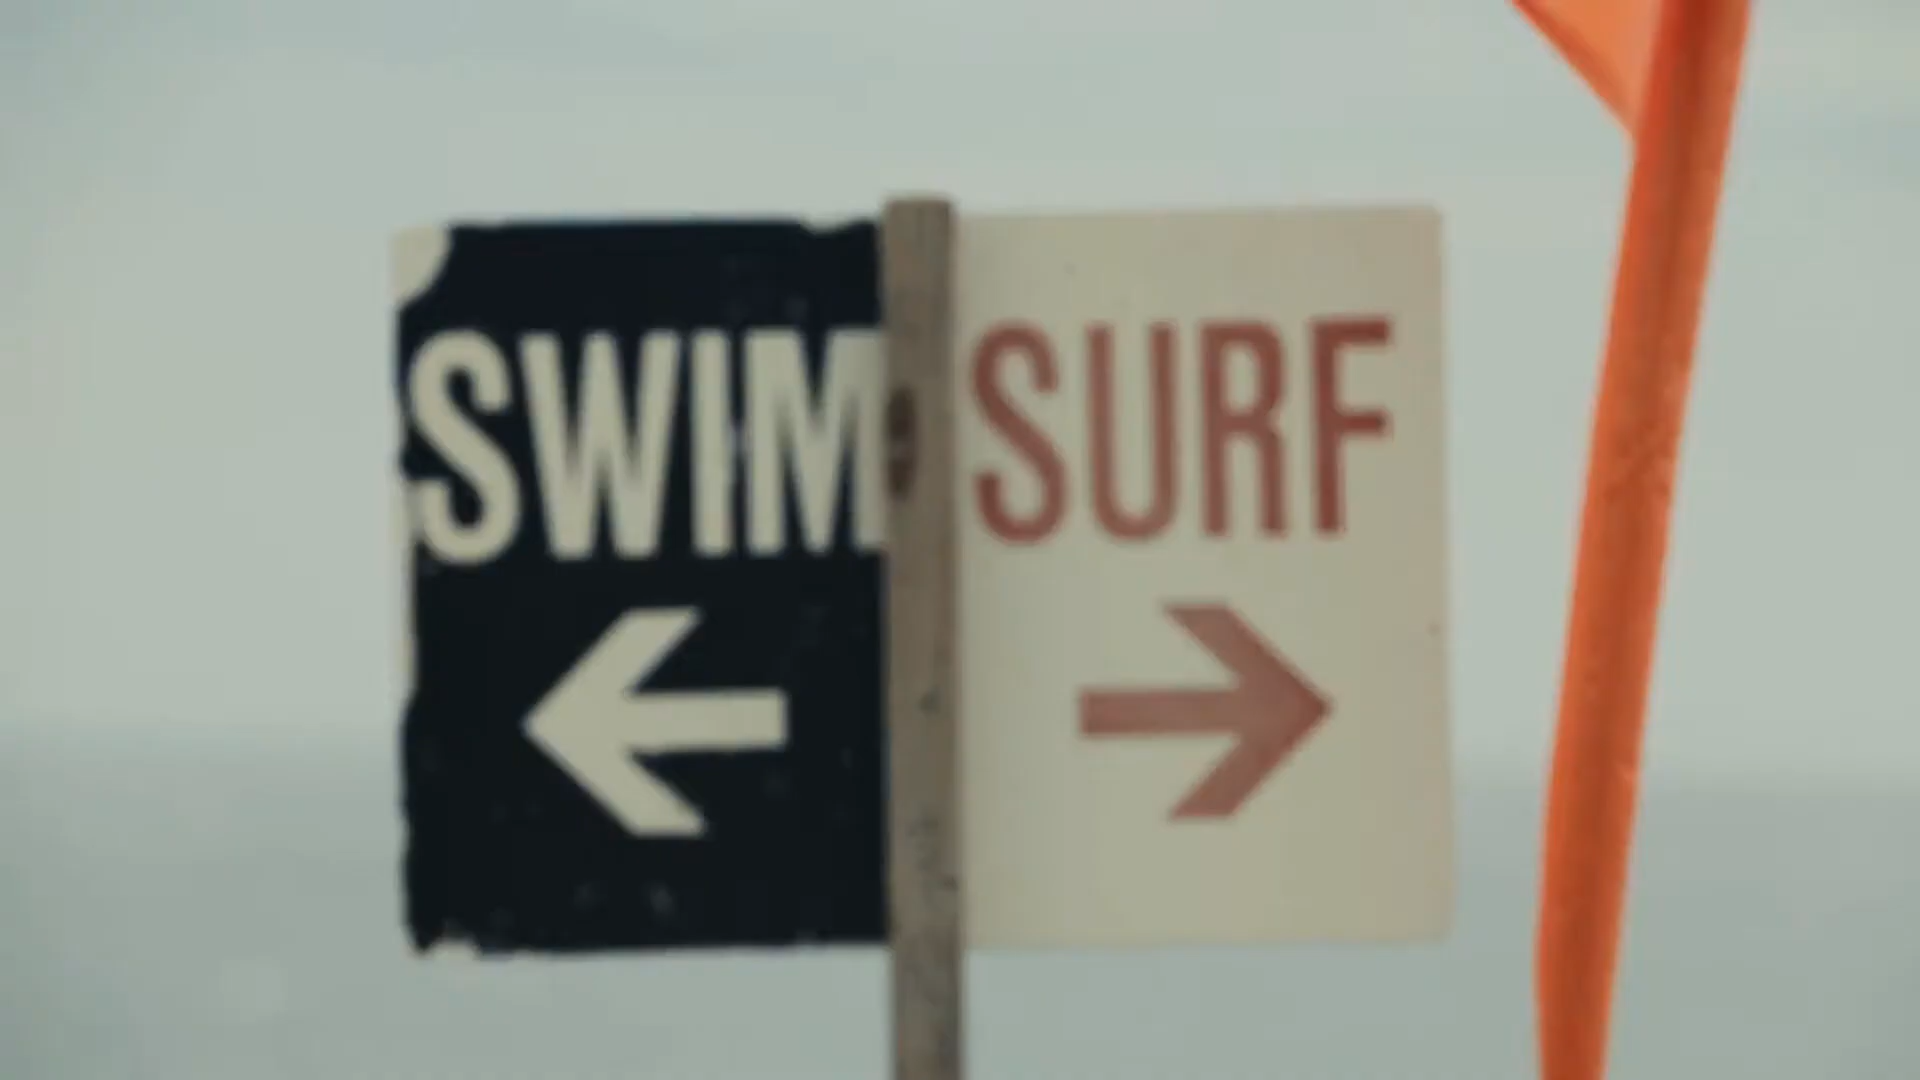 SWIM SURF
← →